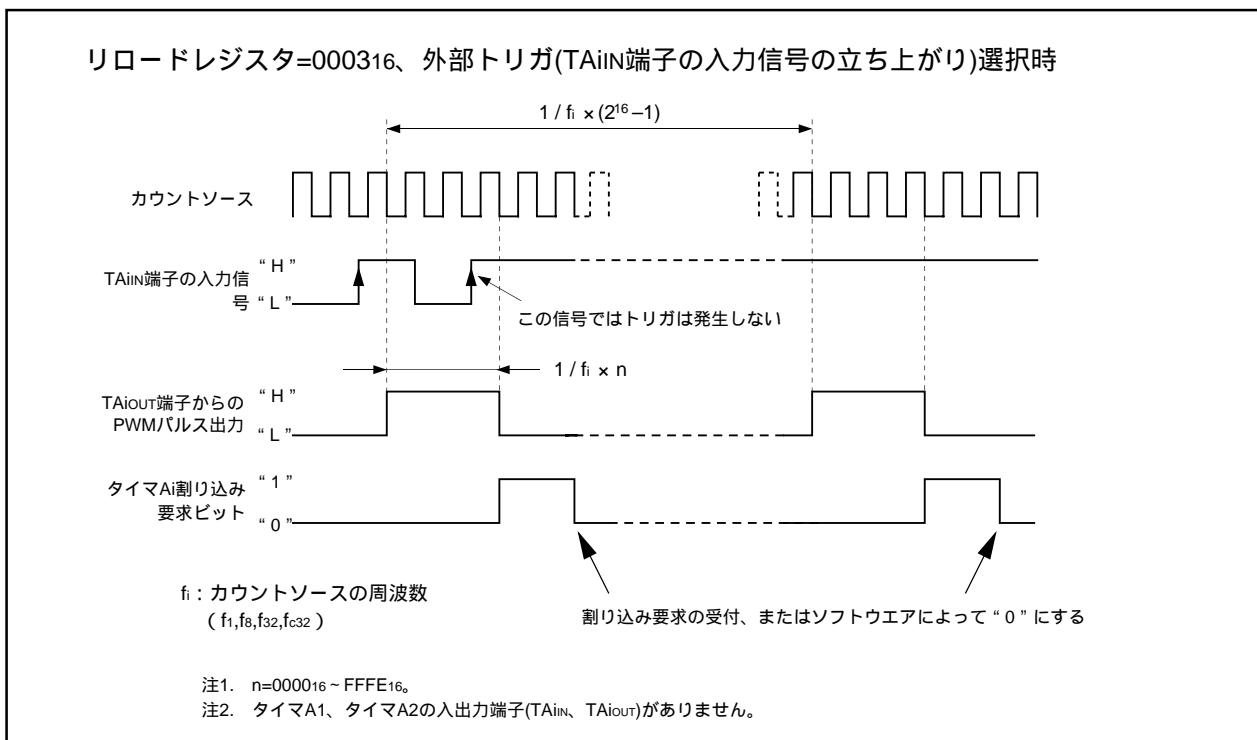 リロードレジスタ=000316、外部トリガ(TAiIN端子の入力信号の立ち上がり)選択時
1 / fi × (2^16 –1)
カウントソース
TAiIN端子の入力信
号
“ H ”
“ L ”
この信号ではトリガは発生しない
1 / fi × n
TAiOUT端子からの
PWMパルス出力
“ H ”
“ L ”
タイマAi割り込み
要求ビット
“ 1 ”
“ 0 ”
fi : カウントソースの周波数
( f1,f8,f32,fc32 )
割り込み要求の受付、またはソフトウエアによって “ 0 ” にする
注1. n=000016 ~ FFFE16。
注2. タイマA1、タイマA2の入出力端子(TAiIN、TAiOUT)がありません。